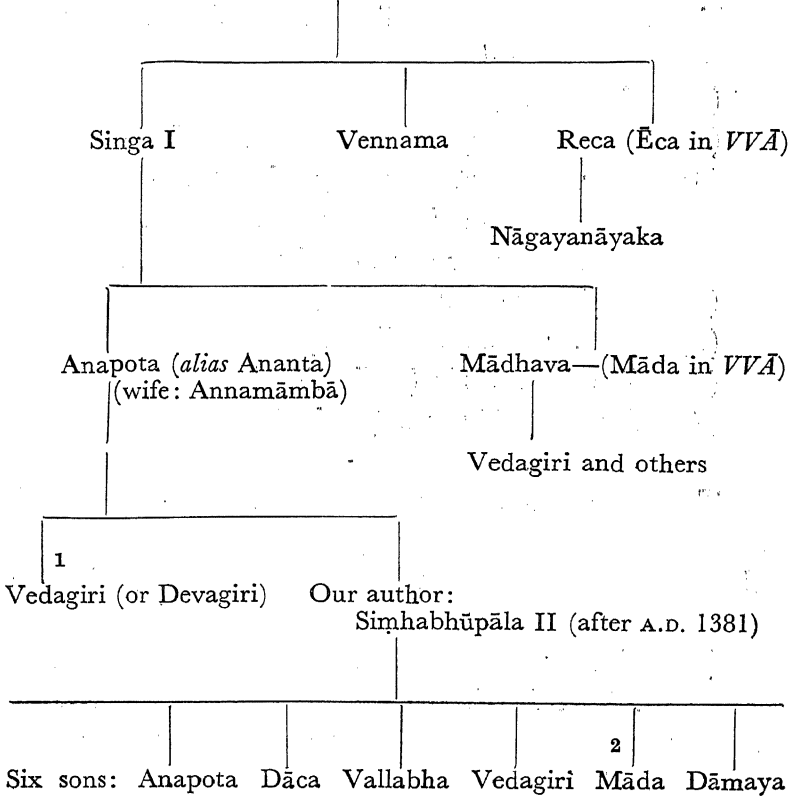 Singa I Vennama Reca (Ēca in VVĀ)
Nāgayanāyaka
Anapota (alias Ananta) Mādhava—(Māda in VVĀ)
(wife: Annamāmbā)
Vedagiri and others
1
Vedagiri (or Devagiri) Our author:
Siṃhabhūpāla II (after A.D. 1381)
2
Six sons: Anapota Dāca Vallabha Vedagiri Māda Dāmaya